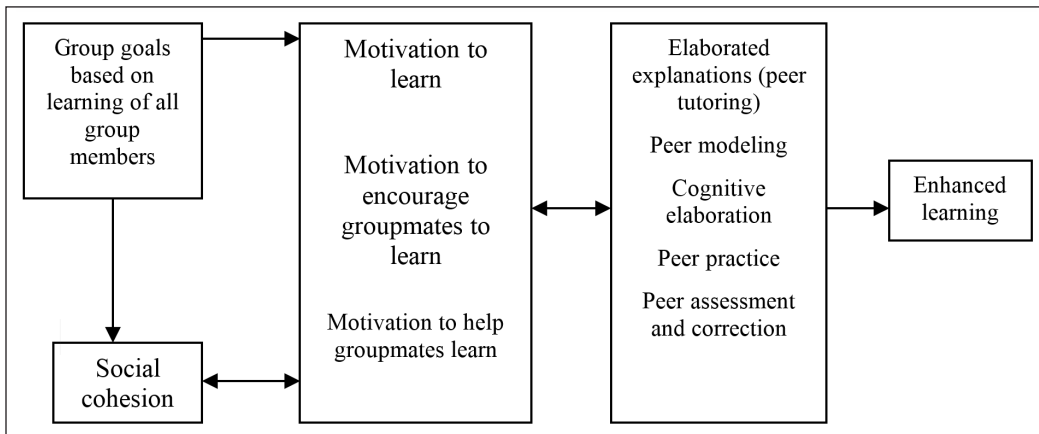 Group goals
based on
learning of all
group
members
Social
cohesion
Motivation to
learn
Motivation to
encourage
groupmates to
learn
Motivation to help
groupmates learn
Elaborated
explanations (peer
tutoring)
Peer modeling
Cognitive
elaboration
Peer practice
Peer assessment
and correction
Enhanced
learning